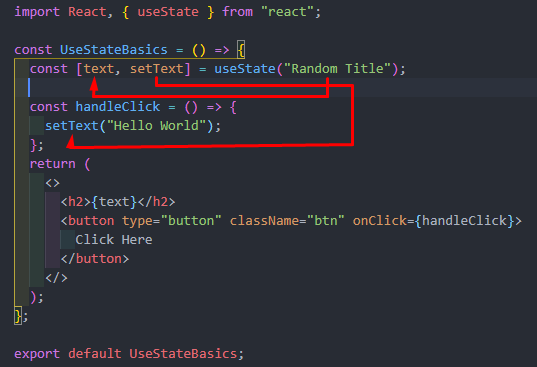 import React, { useState } from "react";
const UseStateBasics = () => {
const [text, setText] = useState("Random Title");
const handleClick = () => {
setText("Hello World");
};
return (
<>
<h2>{text}</h2>
<button type="button" className="btn" onClick={handleClick}>
Click Here
</button>
</>
);
};
export default UseStateBasics;